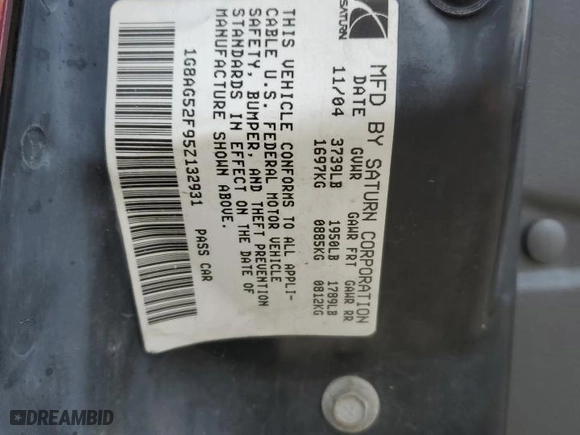 SATURN
MFD BY SATURN CORPORATION
DATE GVWR GAWR FRT GAWR RR
11/04 3739LB 1950LB 1789LB
1697KG 0885KG 0812KG
THIS VEHICLE CONFORMS TO ALL APPLI-
CABLE U.S. FEDERAL MOTOR VEHICLE
SAFETY, BUMPER, AND THEFT PREVENTION
STANDARDS IN EFFECT ON THE DATE OF
MANUFACTURE SHOWN ABOVE.
1G8AG52F95Z132931 PASS CAR
DREAMBID